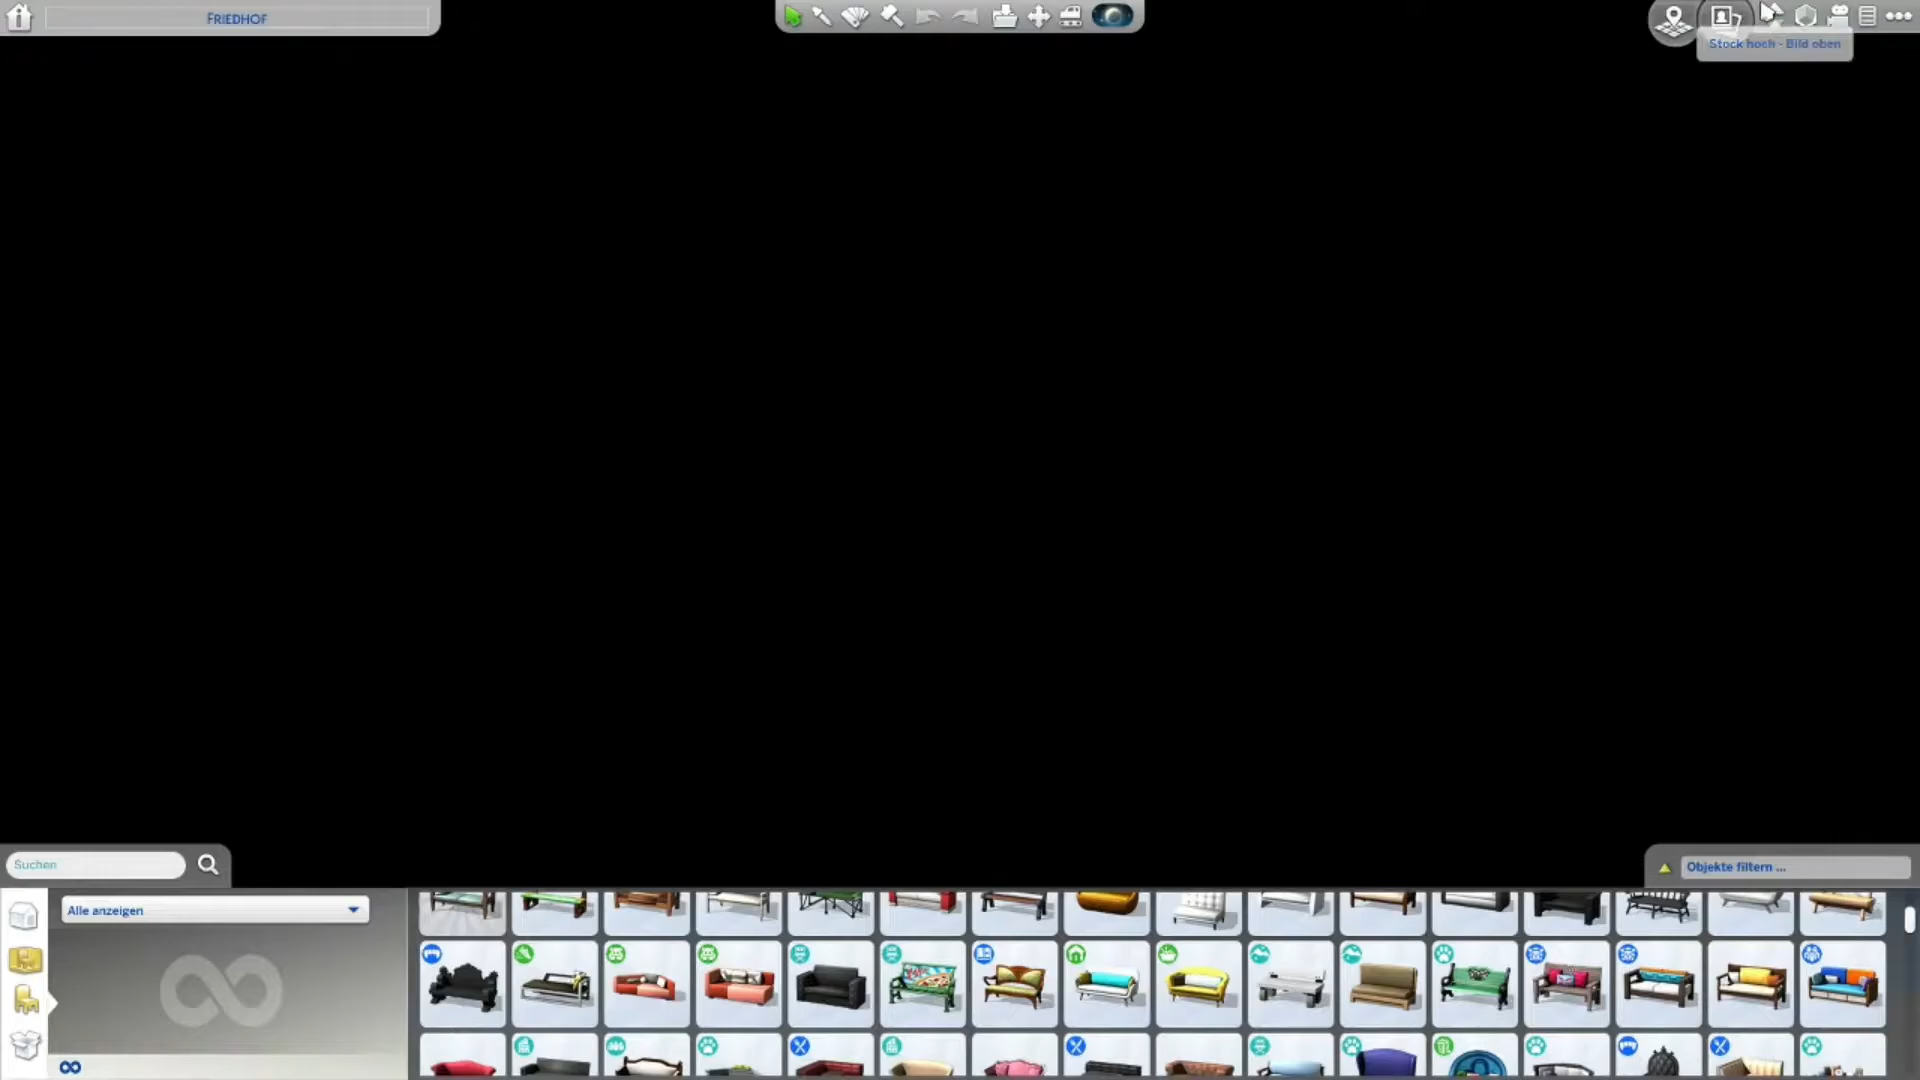 FRIEDHOF
Stock hoch - Bild oben
Suchen
Objekte filtern ...
Alle anzeigen